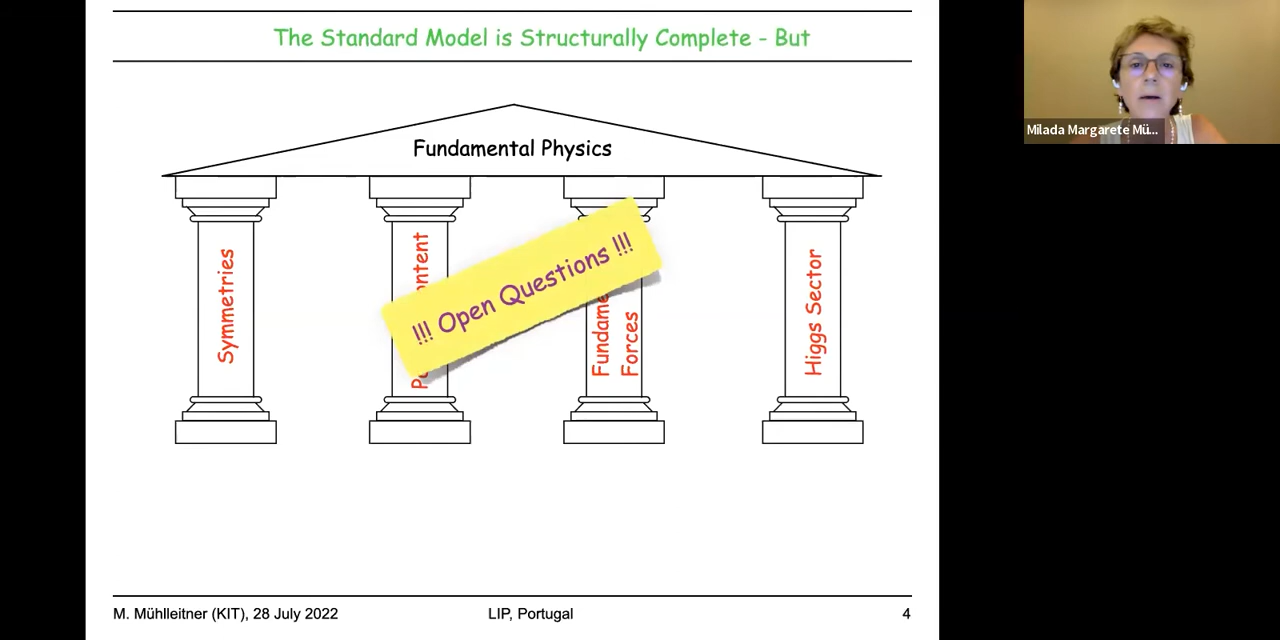 The Standard Model is Structurally Complete - But
Fundamental Physics
Symmetries
!!! Open Questions !!!
Forces
Higgs Sector
M. Mühlleitner (KIT), 28 July 2022
LIP, Portugal
4
Milada Margarete Mü...